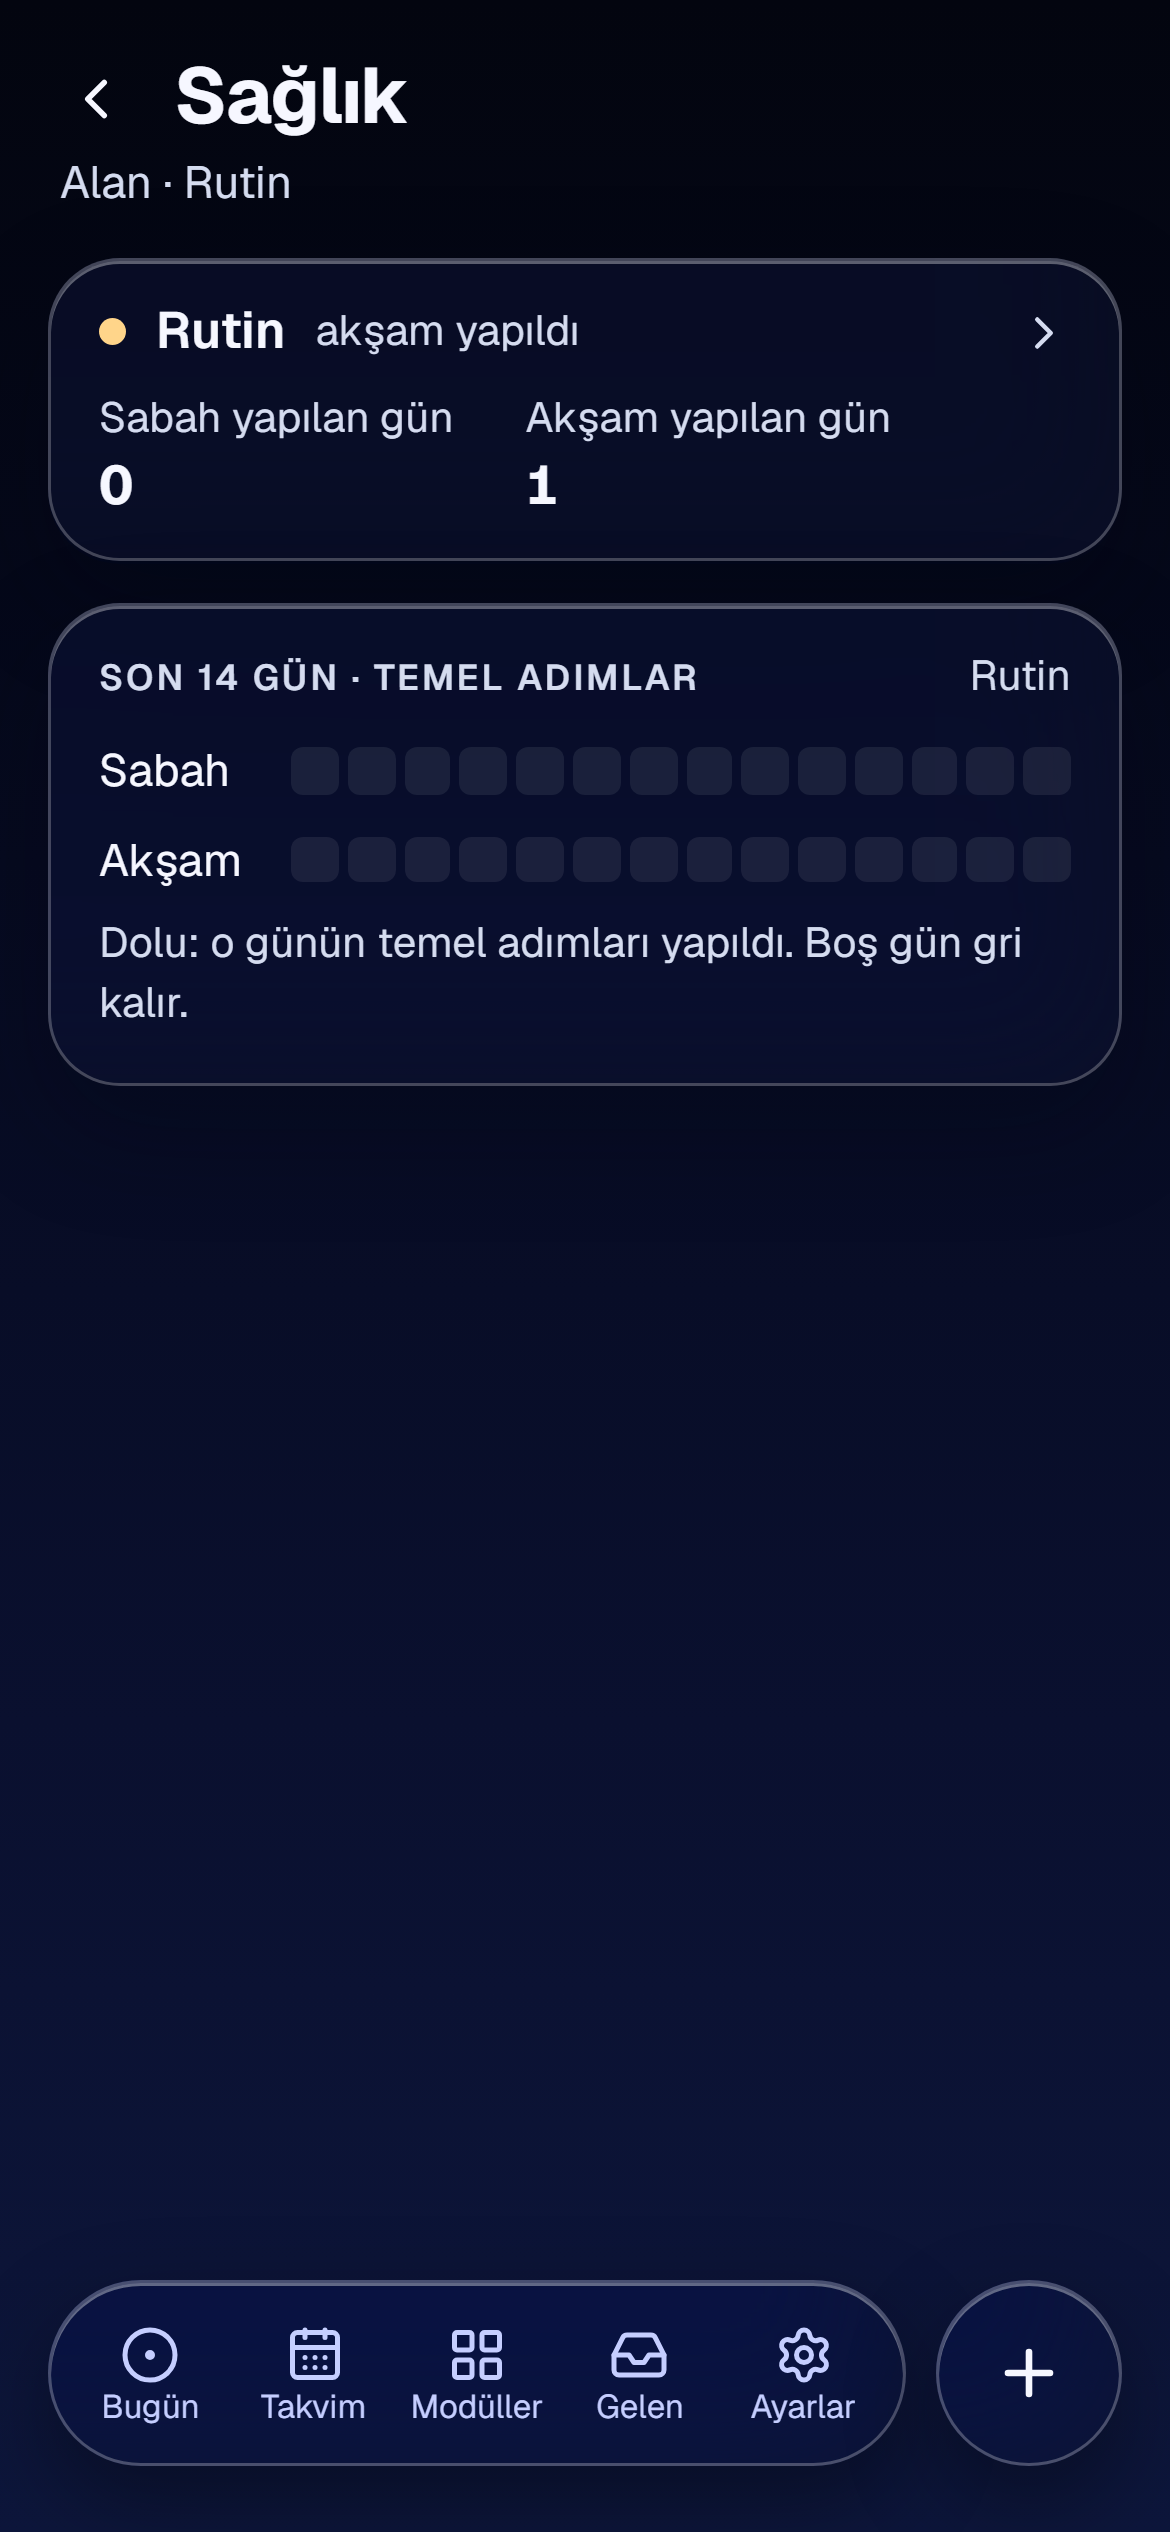 Sağlık
Alan · Rutin
Rutin akşam yapıldı
Sabah yapılan gün Akşam yapılan gün
0 1
SON 14 GÜN · TEMEL ADIMLAR Rutin
Sabah
Akşam
Dolu: o günün temel adımları yapıldı. Boş gün gri
kalır.
Bugün Takvim Modüller Gelen Ayarlar